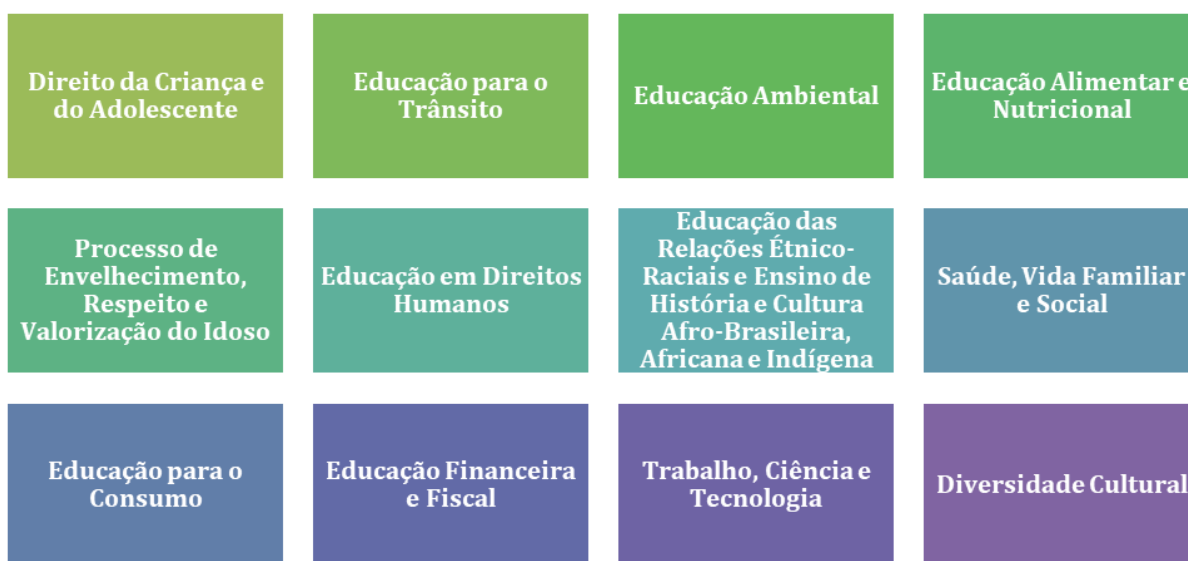 Direito da Criança e
do Adolescente
Educação para o
Trânsito
Educação Ambiental
Educação Alimentar e
Nutricional
Processo de
Envelhecimento,
Respeito e
Valorização do Idoso
Educação em Direitos
Humanos
Educação das
Relações Étnico-
Raciais e Ensino de
História e Cultura
Afro-Brasileira,
Africana e Indígena
Saúde, Vida Familiar
e Social
Educação para o
Consumo
Educação Financeira
e Fiscal
Trabalho, Ciência e
Tecnologia
Diversidade Cultural